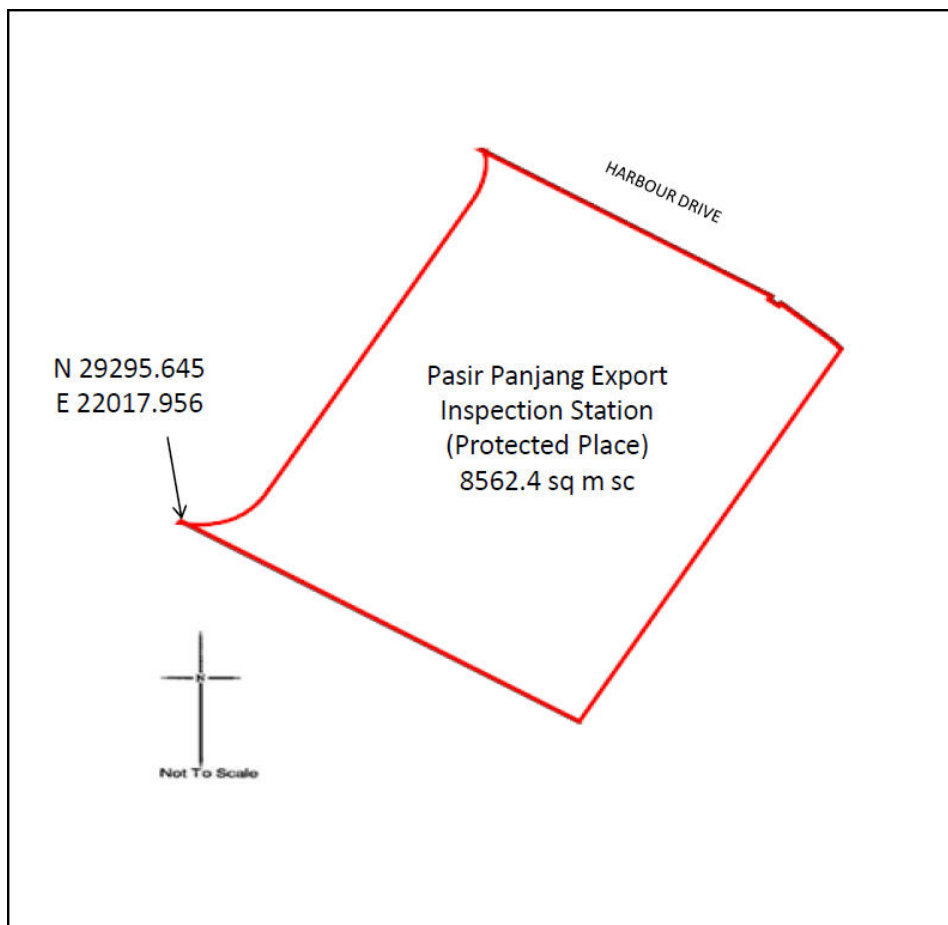 HARBOUR DRIVE
N 29295.645
E 22017.956
Pasir Panjang Export
Inspection Station
(Protected Place)
8562.4 sq m sc
N
Not To Scale